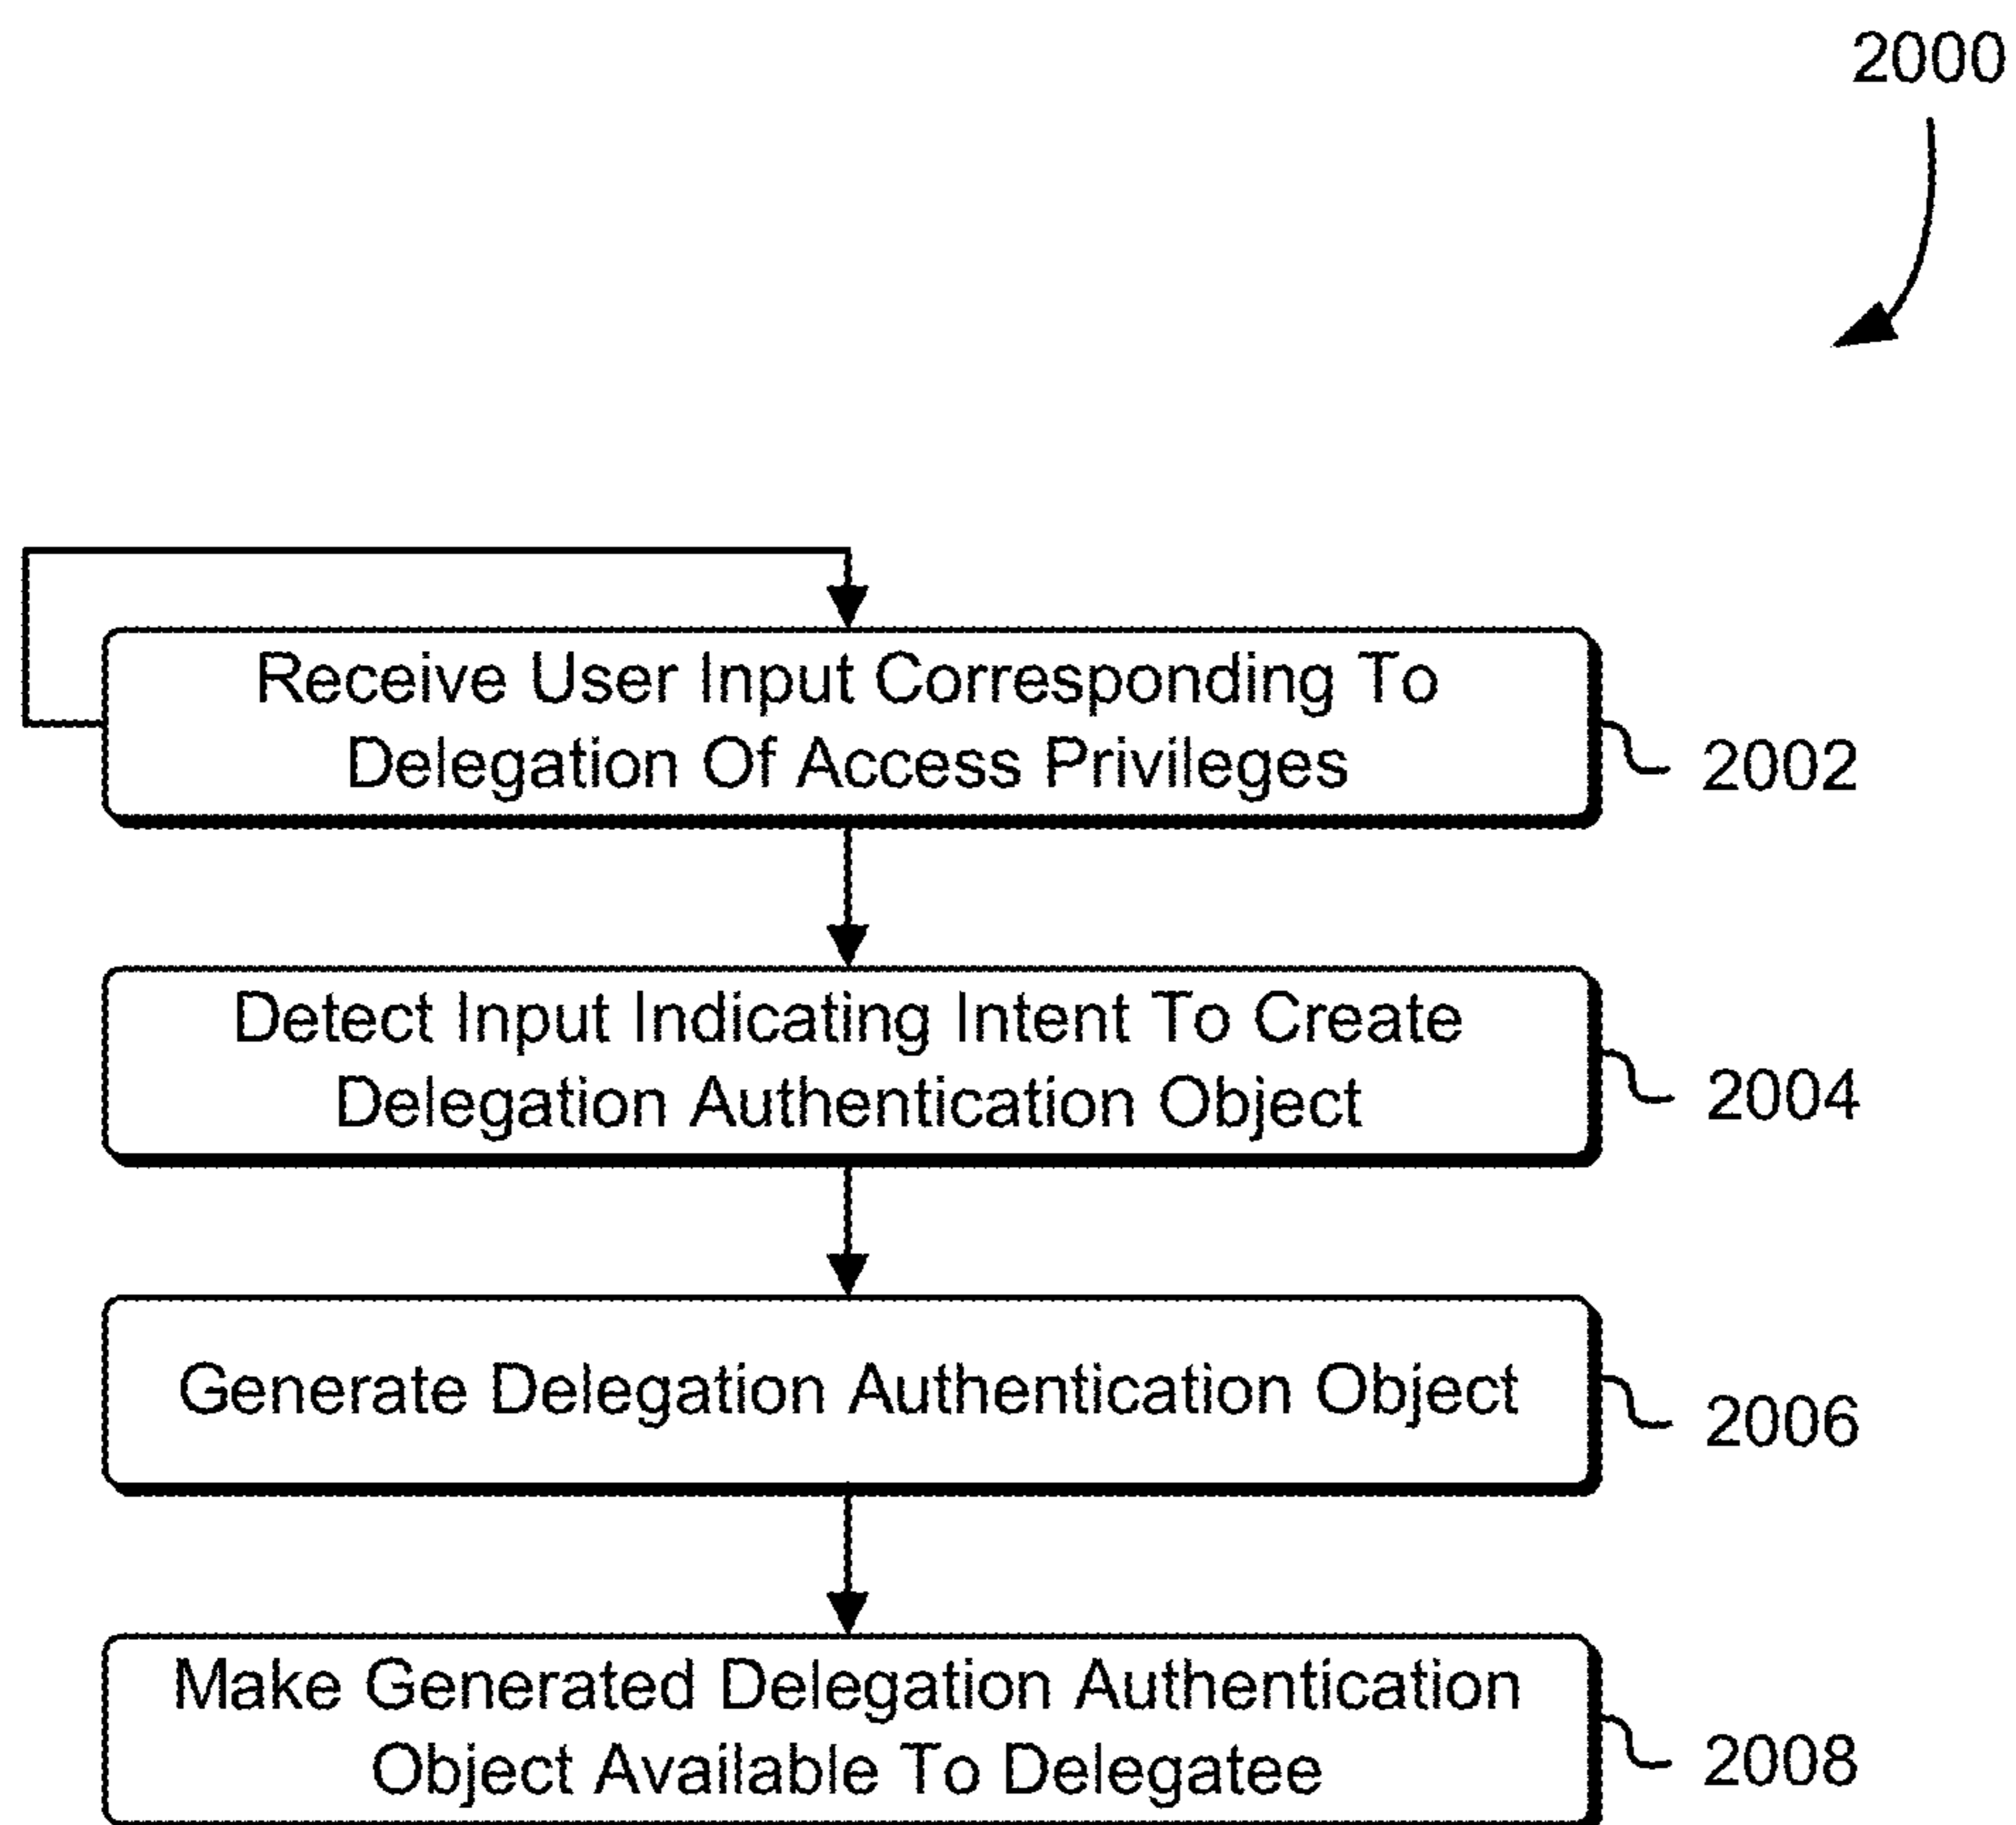 2000
Receive User Input Corresponding To
Delegation Of Access Privileges
2002
Detect Input Indicating Intent To Create
Delegation Authentication Object
2004
Generate Delegation Authentication Object
2006
Make Generated Delegation Authentication
Object Available To Delegatee
2008